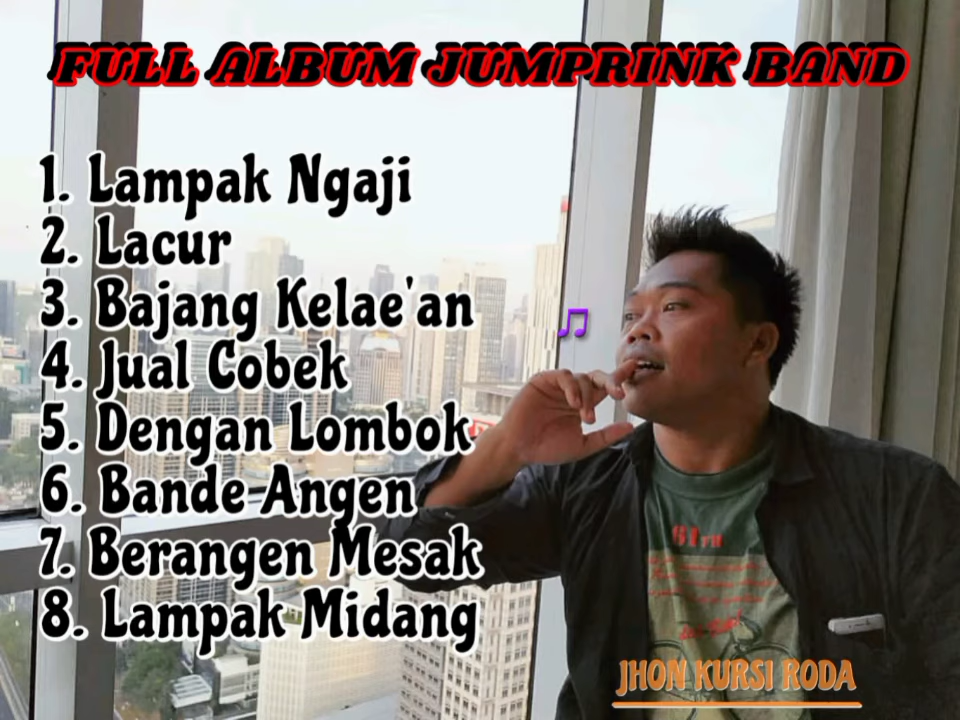 FULL ALBUM JUMPRINK BAND
1. Lampak Ngaji
2. Lacur
3. Bajang Kelae'an
4. Jual Cobek
5. Dengan Lombok
6. Bande Angen
7. Berangen Mesak
8. Lampak Midang
61TH
JHON KURSI RODA